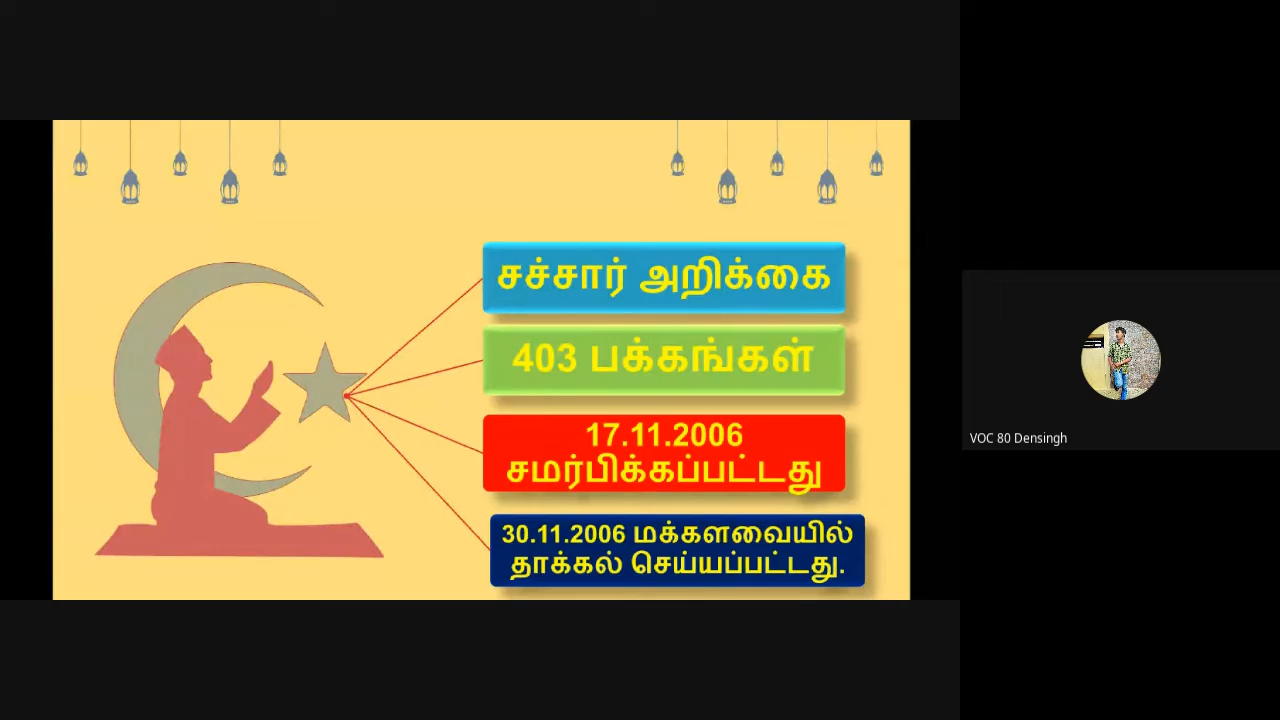 சச்சார் அறிக்கை
403 பக்கங்கள்
17.11.2006
சமர்பிக்கப்பட்டது
30.11.2006 மக்களவையில்
தாக்கல் செய்யப்பட்டது.
VOC 80 Densingh